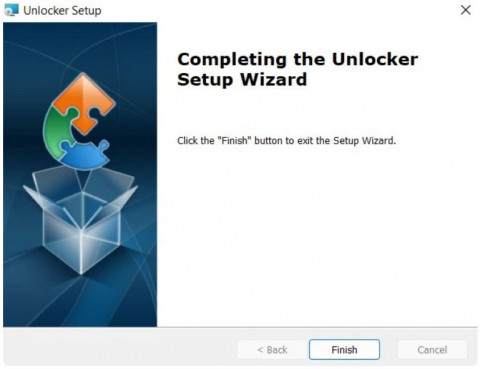 Unlocker Setup
Completing the Unlocker
Setup Wizard
Click the "Finish" button to exit the Setup Wizard.
< Back
Finish
Cancel